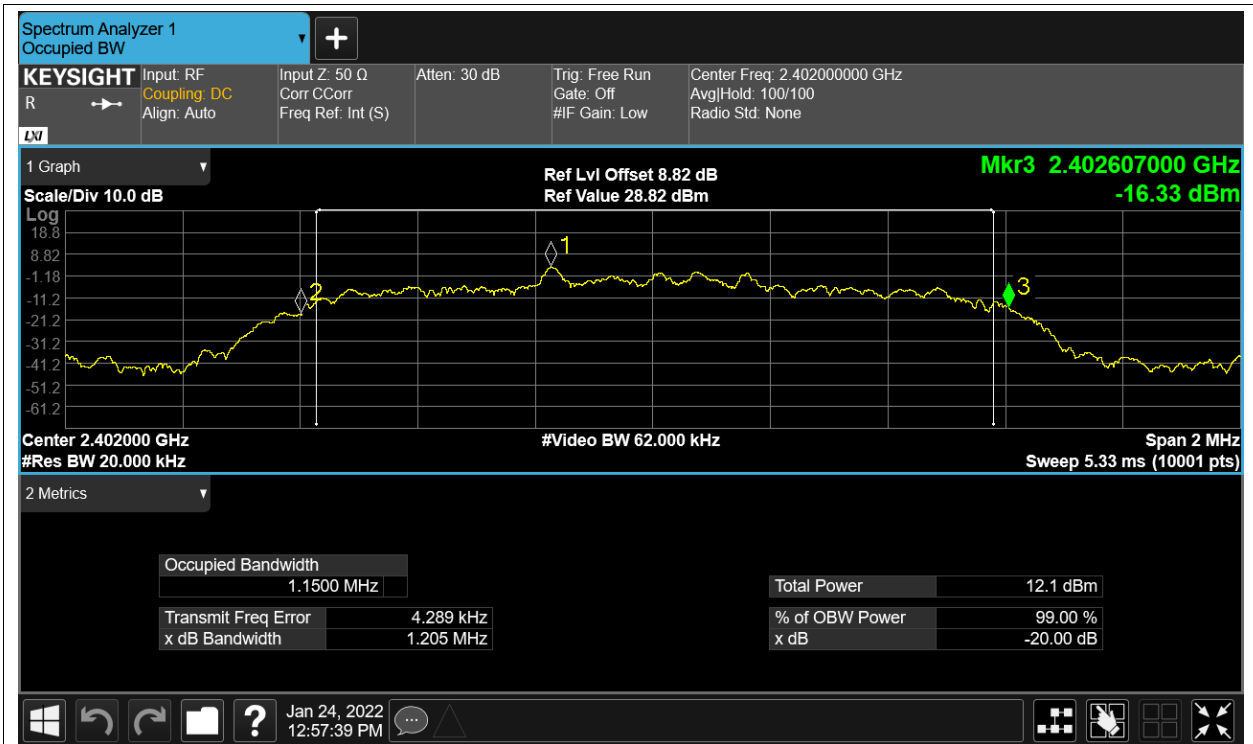 Spectrum Analyzer 1
Occupied BW
KEYSIGHT
R
LXI
Input: RF
Coupling: DC
Align: Auto
Input Z: 50 Ω
Corr CCorr
Freq Ref: Int (S)
Atten: 30 dB
Trig: Free Run
Gate: Off
#IF Gain: Low
Center Freq: 2.402000000 GHz
Avg|Hold: 100/100
Radio Std: None
1 Graph
Scale/Div 10.0 dB
Ref Lvl Offset 8.82 dB
Ref Value 28.82 dBm
Mkr3 2.402607000 GHz
-16.33 dBm
Log
18.8
8.82
-1.18
-11.2
-21.2
-31.2
-41.2
-51.2
-61.2
1
2
3
Center 2.402000 GHz
#Video BW 62.000 kHz
Span 2 MHz
#Res BW 20.000 kHz
Sweep 5.33 ms (10001 pts)
2 Metrics
Occupied Bandwidth
1.1500 MHz
Total Power 12.1 dBm
Transmit Freq Error 4.289 kHz
% of OBW Power 99.00 %
x dB Bandwidth 1.205 MHz
x dB -20.00 dB
?
Jan 24, 2022
12:57:39 PM